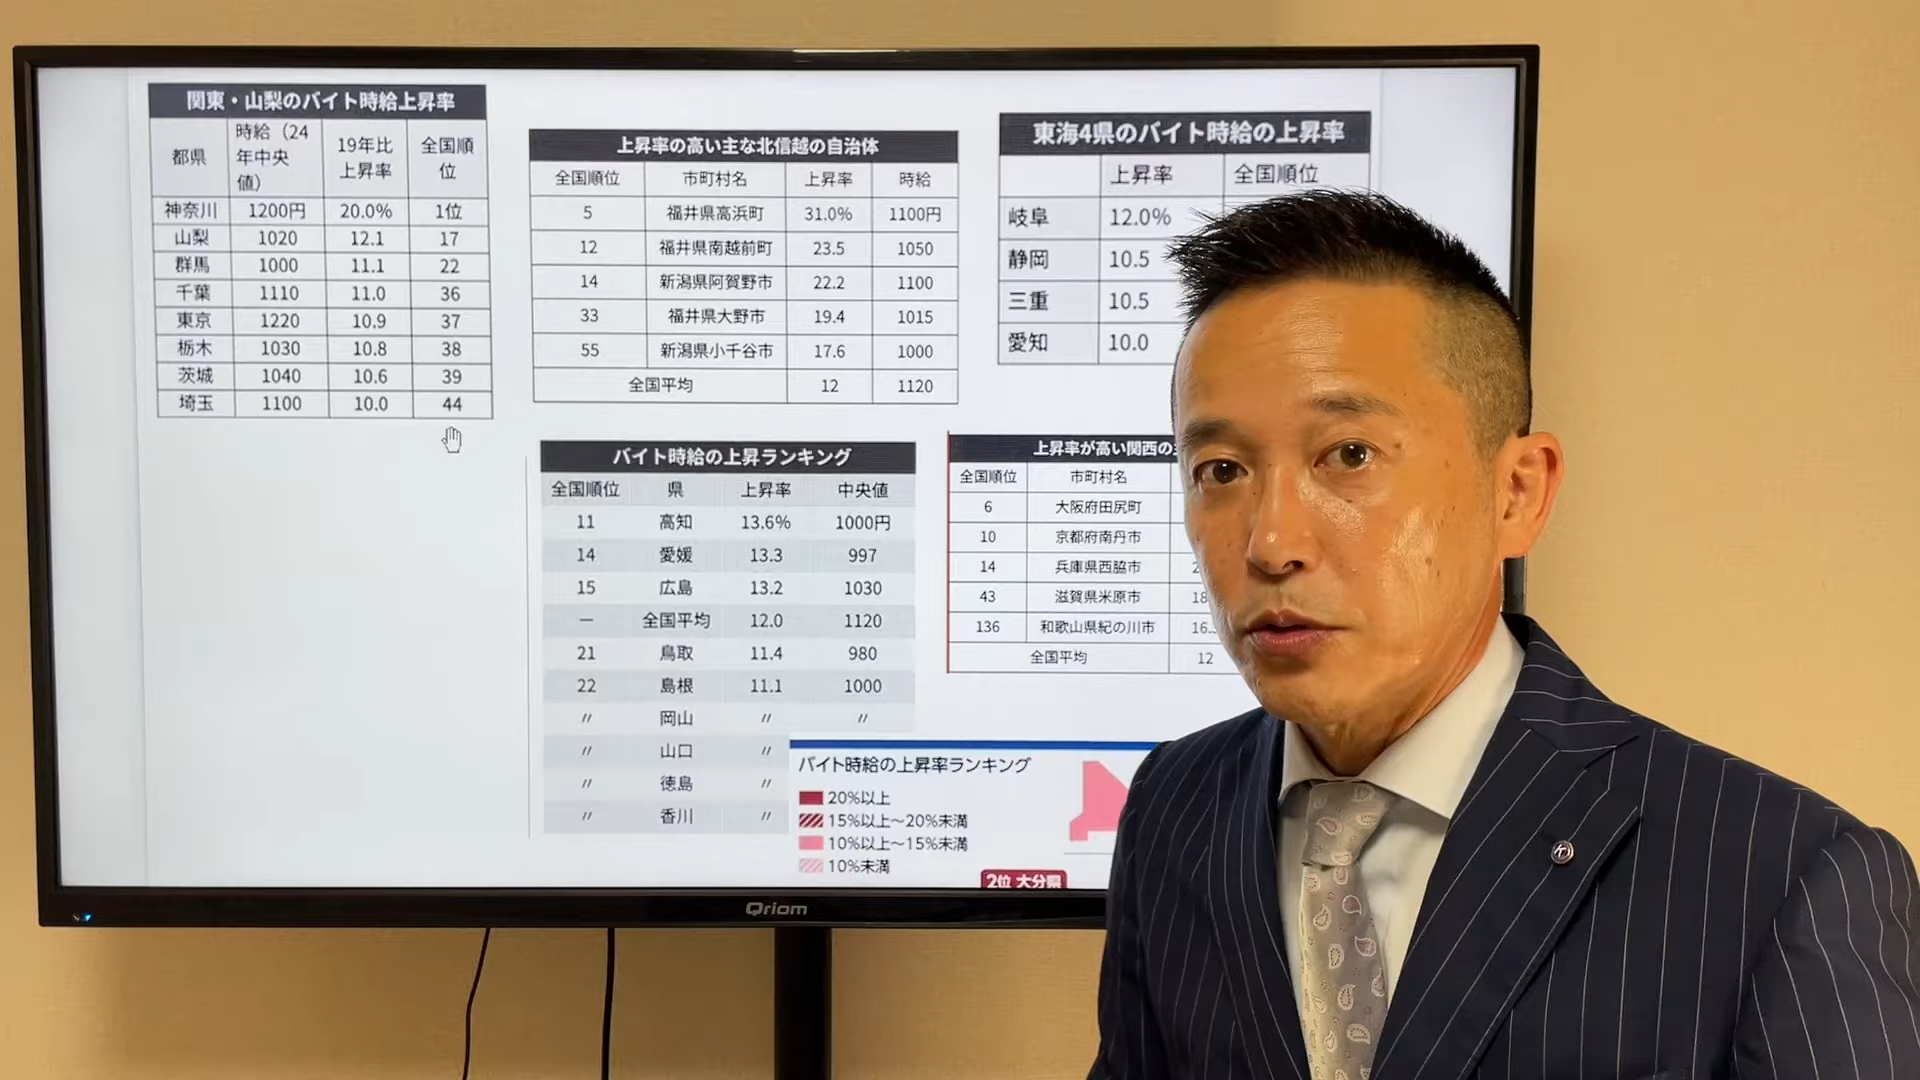 関東・山梨のバイト時給上昇率
都県 時給（24年中央値） 19年比上昇率 全国順位
神奈川 1200円 20.0% 1位
山梨 1020 12.1 17
群馬 1000 11.1 22
千葉 1110 11.0 36
東京 1220 10.9 37
栃木 1030 10.8 38
茨城 1040 10.6 39
埼玉 1100 10.0 44
上昇率の高い主な北信越の自治体
全国順位 市町村名 上昇率 時給
5 福井県高浜町 31.0% 1100円
12 福井県南越前町 23.5 1050
14 新潟県阿賀野市 22.2 1100
33 福井県大野市 19.4 1015
55 新潟県小千谷市 17.6 1000
全国平均 12 1120
東海4県のバイト時給の上昇率
上昇率 全国順位
岐阜 12.0%
静岡 10.5
三重 10.5
愛知 10.0
バイト時給の上昇ランキング
全国順位 県 上昇率 中央値
11 高知 13.6% 1000円
14 愛媛 13.3 997
15 広島 13.2 1030
— 全国平均 12.0 1120
21 鳥取 11.4 980
22 島根 11.1 1000
〃 岡山 〃 〃
〃 山口 〃
〃 徳島 〃
〃 香川 〃
上昇率が高い関西の
全国順位 市町村名
6 大阪府田尻町
10 京都府南丹市
14 兵庫県西脇市
43 滋賀県米原市 18
136 和歌山県紀の川市 16.
全国平均 12
バイト時給の上昇率ランキング
20%以上
15%以上～20%未満
10%以上～15%未満
10%未満
2位 大分県
Qriom